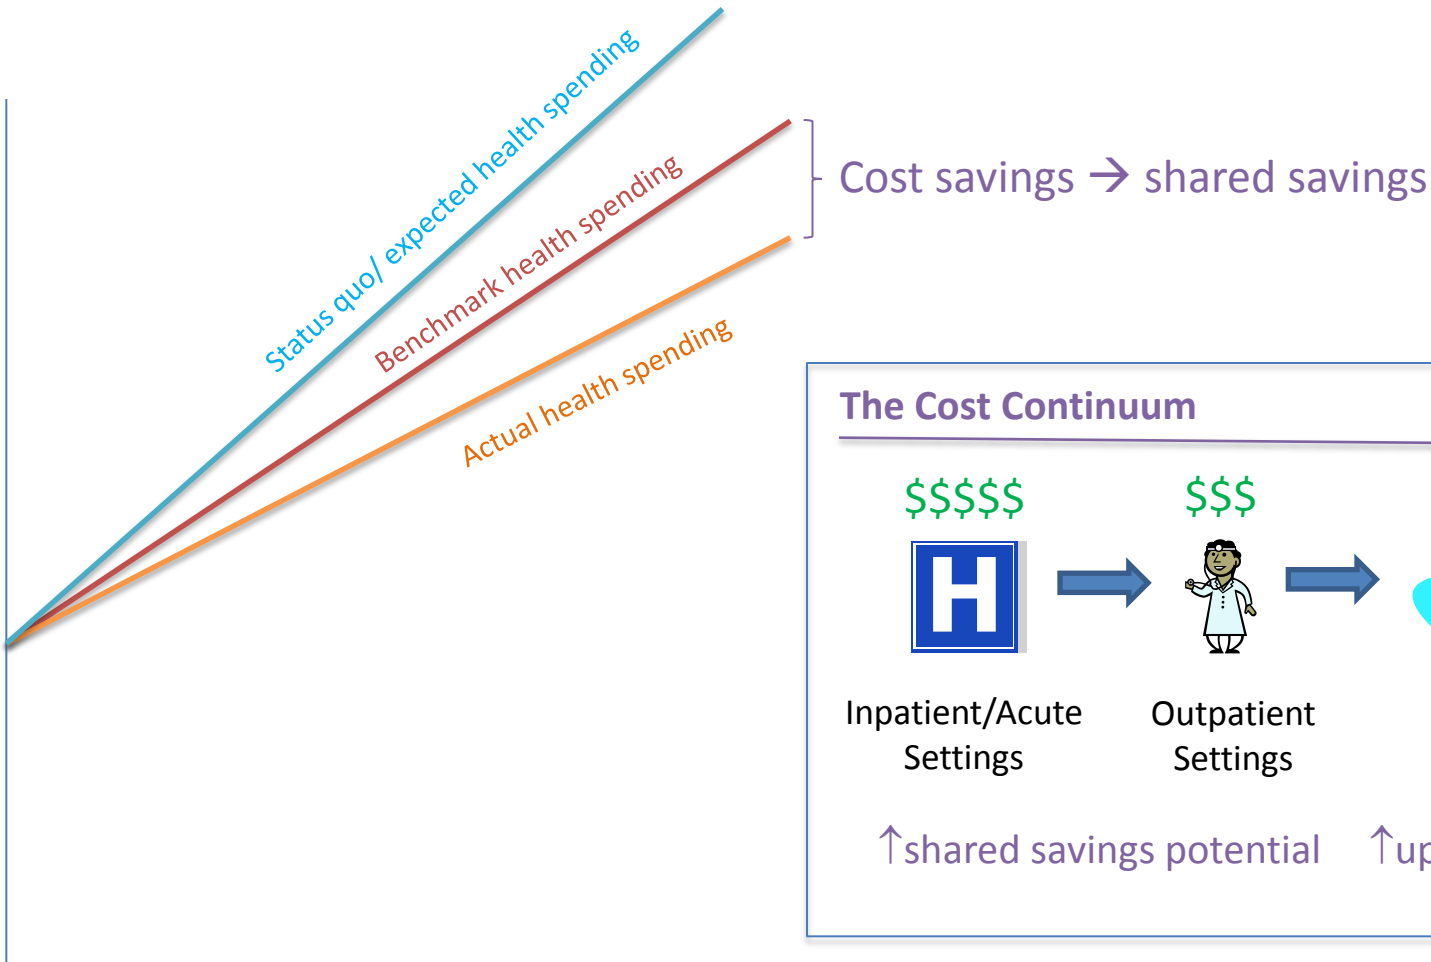 Status quo/ expected health spending
Benchmark health spending
Actual health spending
Cost savings → shared savings
The Cost Continuum
$$$$$
$$$
H
Inpatient/Acute
Settings
Outpatient
Settings
↑shared savings potential
↑up